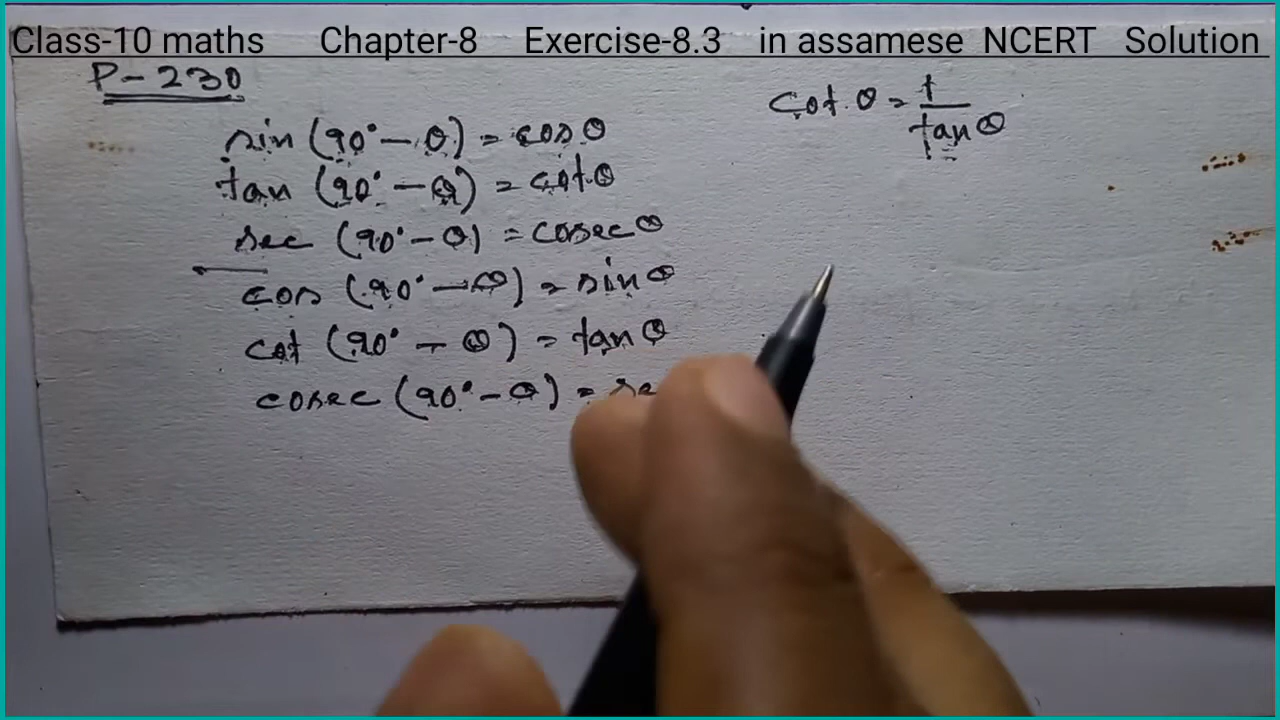 Class-10 maths Chapter-8 Exercise-8.3 in assamese NCERT Solution
P-230
sin (90° - θ) = cos θ
tan (90° - θ) = cot θ
sec (90° - θ) = cosec θ
cos (90° - θ) = sin θ
cot (90° - θ) = tan θ
cosec (90° - θ) = se
cot θ = 1/tan θ